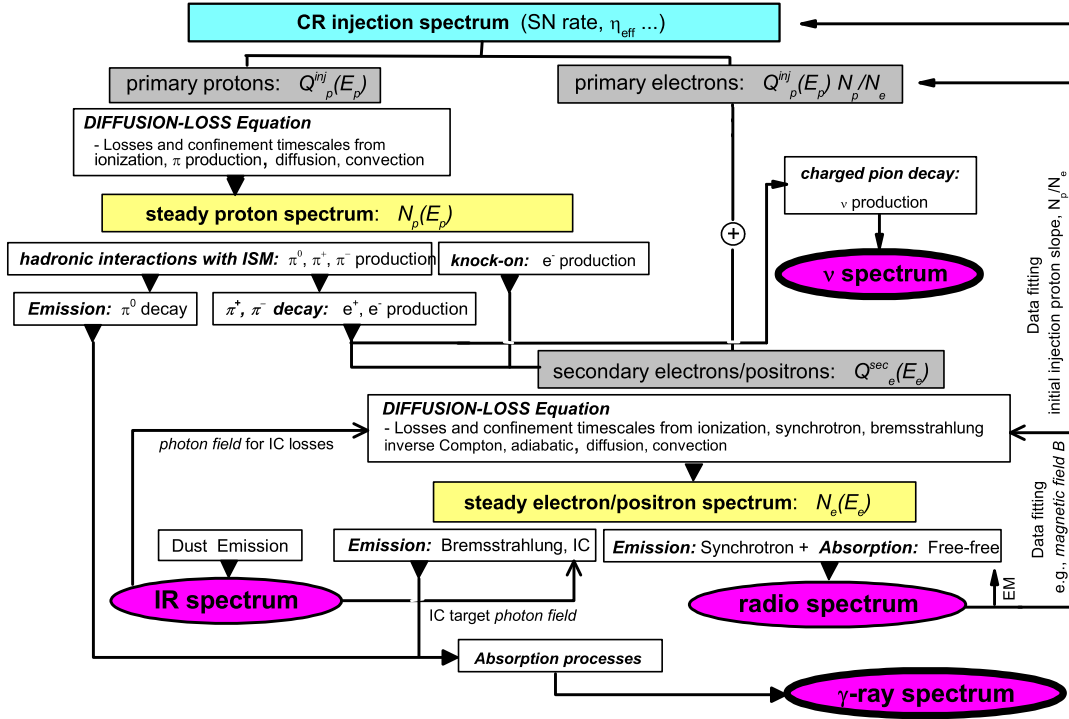 CR injection spectrum (SN rate, η_eff ...)
primary protons: Q^inj_p(E_p)
primary electrons: Q^inj_p(E_p) N_p/N_e
DIFFUSION-LOSS Equation
- Losses and confinement timescales from
ionization, π production, diffusion, convection
charged pion decay:
ν production
steady proton spectrum: N_p(E_p)
+
hadronic interactions with ISM: π⁰, π⁺, π⁻ production
knock-on: e⁻ production
ν spectrum
Emission: π⁰ decay
π⁺, π⁻ decay: e⁺, e⁻ production
secondary electrons/positrons: Q^sec_e(E_e)
Data fitting
initial injection proton slope, N_p/N_e
DIFFUSION-LOSS Equation
- Losses and confinement timescales from ionization, synchrotron, bremsstrahlung
inverse Compton, adiabatic, diffusion, convection
photon field for IC losses
steady electron/positron spectrum: N_e(E_e)
Data fitting
e.g., magnetic field B
Dust Emission
Emission: Bremsstrahlung, IC
Emission: Synchrotron + Absorption: Free-free
IR spectrum
IC target photon field
radio spectrum
EM
Absorption processes
γ-ray spectrum